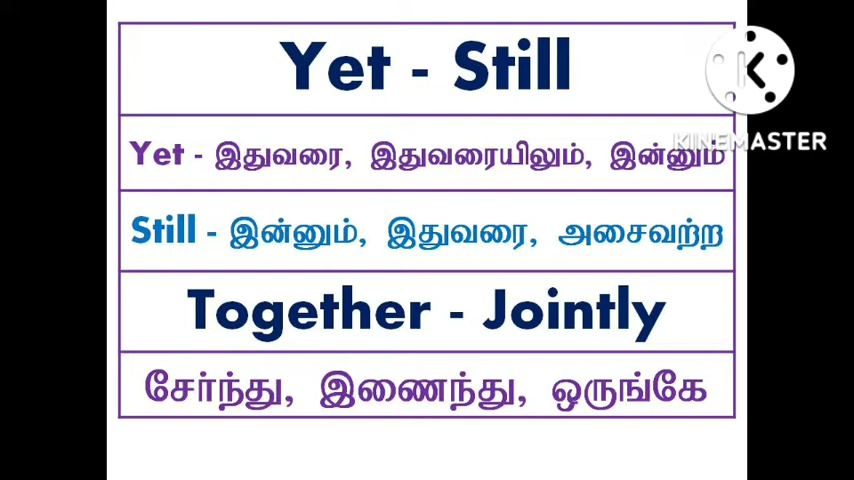 Yet - Still
KINEMASTER
Yet - இதுவரை, இதுவரையிலும், இன்னும்
Still - இன்னும், இதுவரை, அசைவற்ற
Together - Jointly
சேர்ந்து, இணைந்து, ஒருங்கே